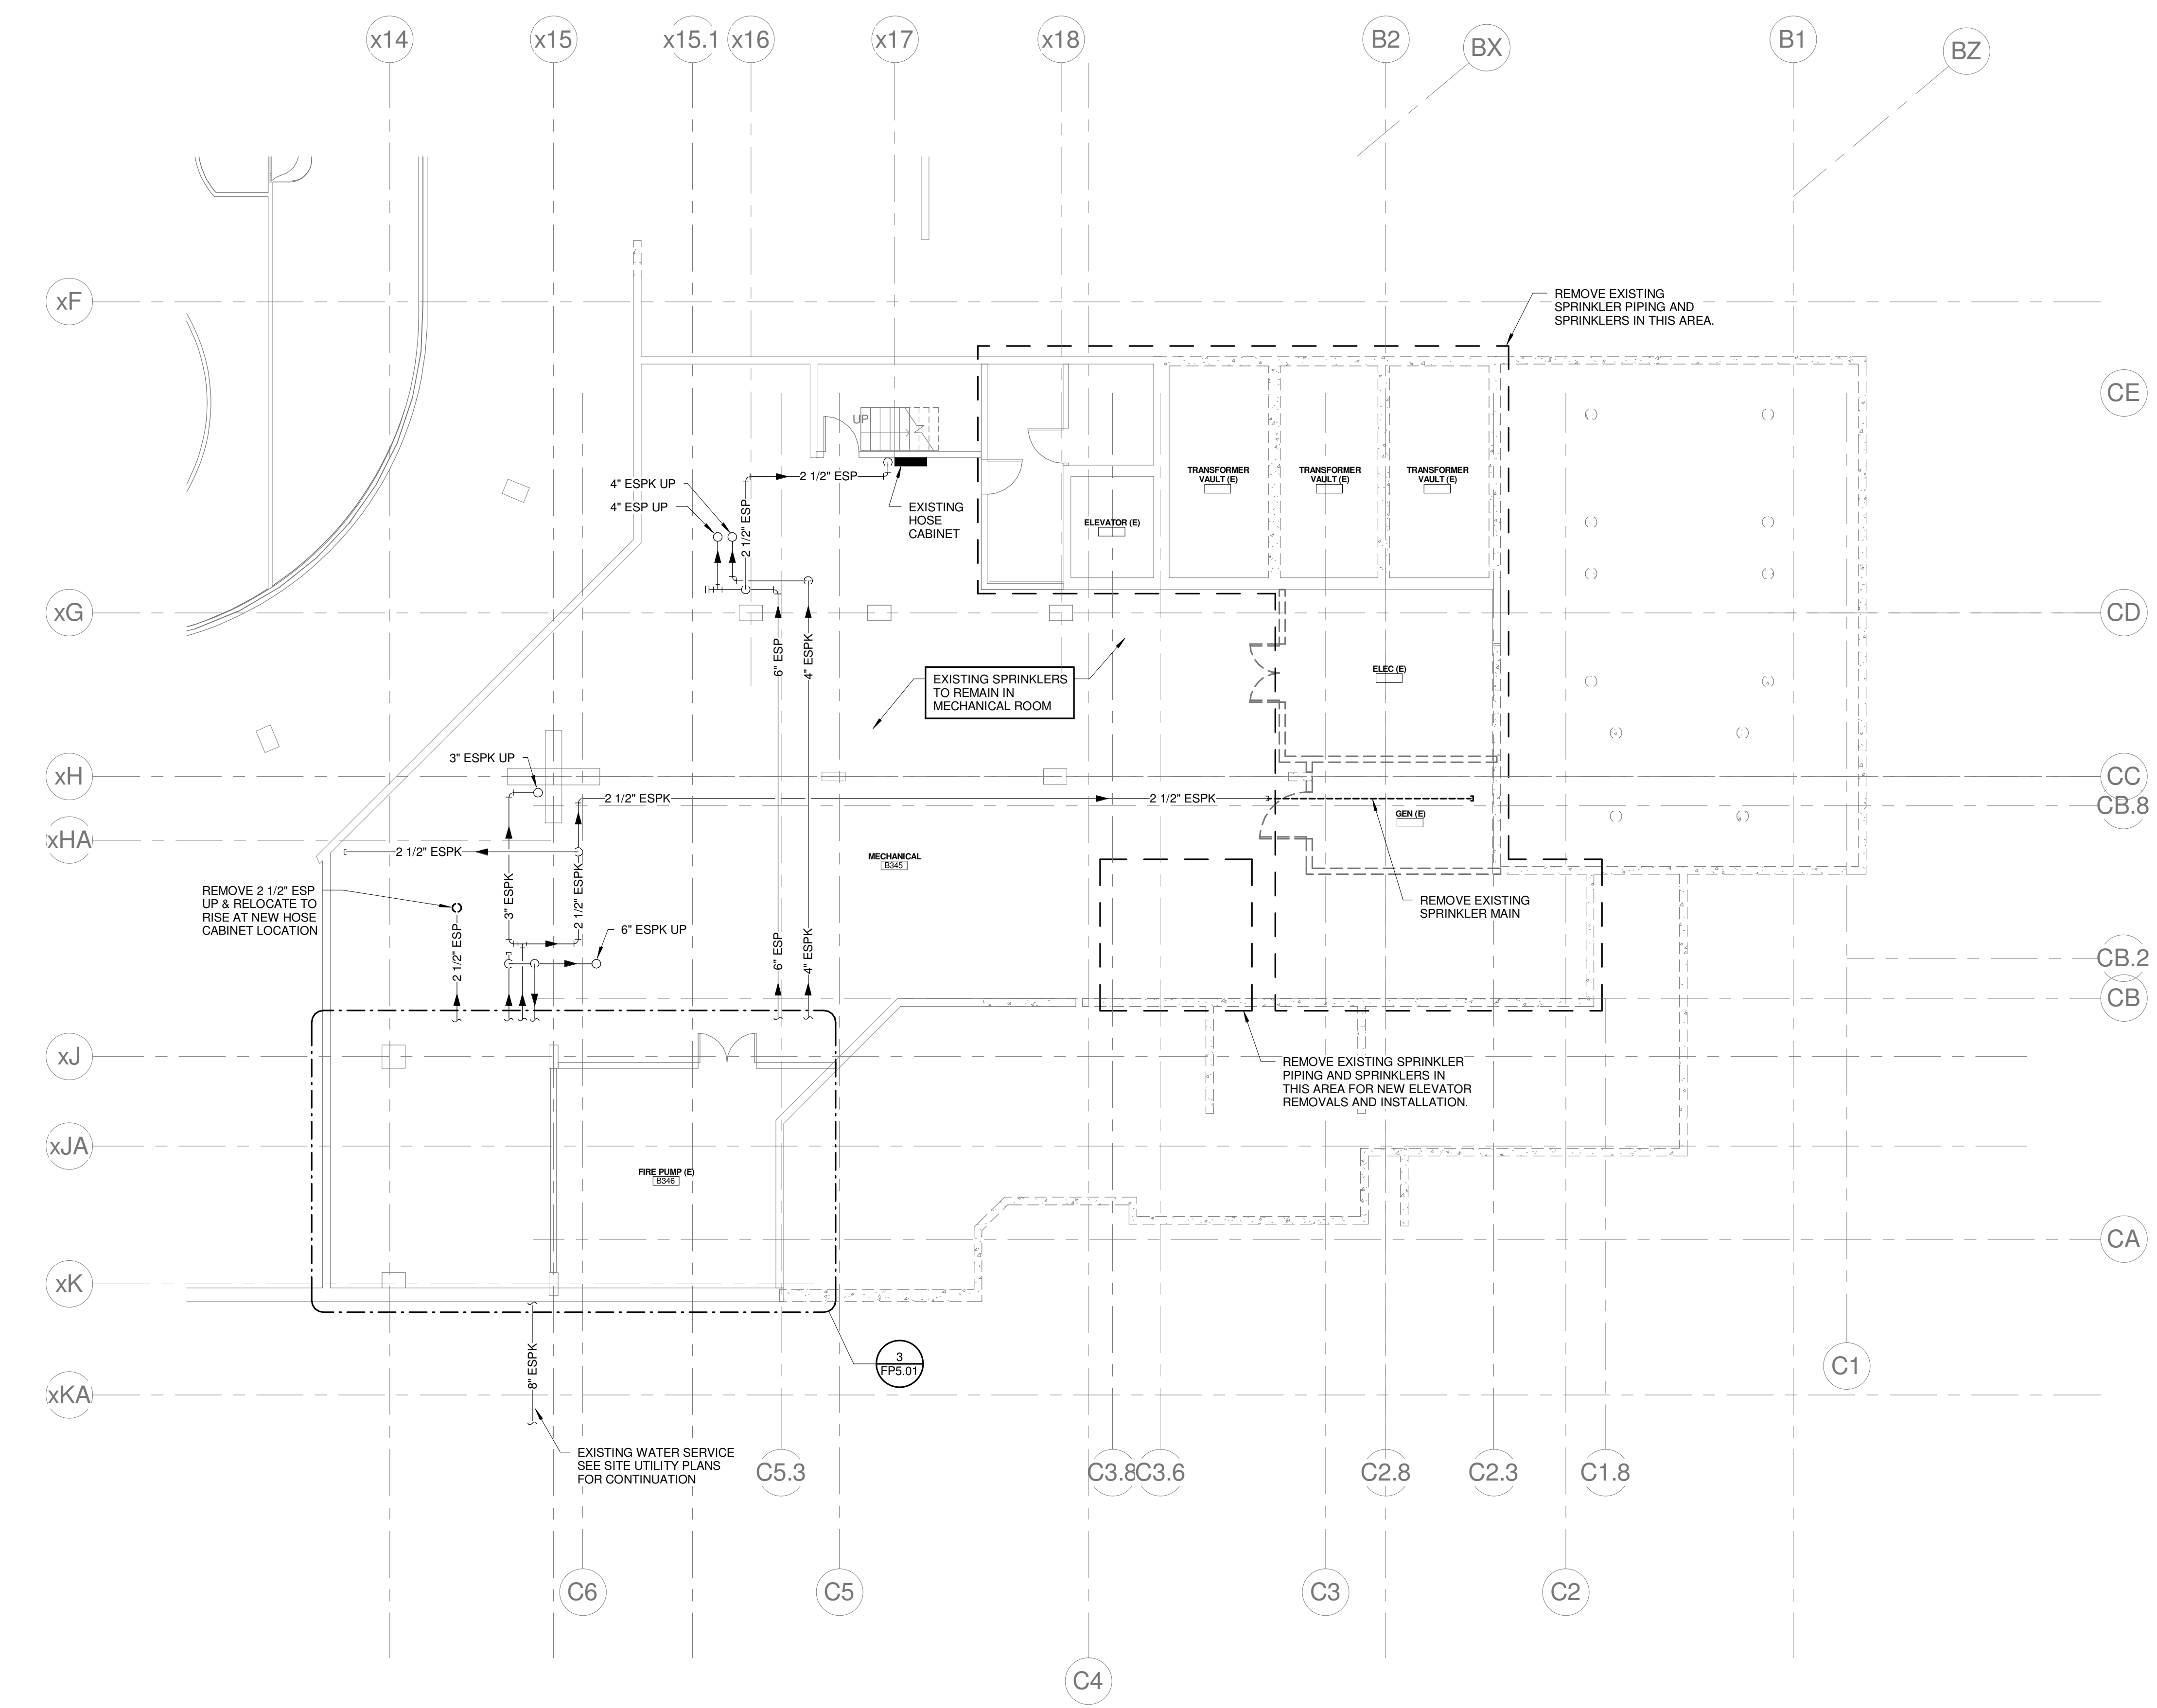 x14
x15
x15.1
x16
x17
x18
B2
BX
B1
BZ
xF
REMOVE EXISTING
SPRINKLER PIPING AND
SPRINKLERS IN THIS AREA.
CE
UP
2 1/2" ESP
4" ESPK UP
4" ESP UP
2 1/2" ESP
EXISTING
HOSE
CABINET
TRANSFORMER
VAULT (E)
TRANSFORMER
VAULT (E)
TRANSFORMER
VAULT (E)
ELEVATOR (E)
xG
CD
6" ESP
4" ESPK
EXISTING SPRINKLERS
TO REMAIN IN
MECHANICAL ROOM
ELEC (E)
3" ESPK UP
xH
CC
2 1/2" ESPK
2 1/2" ESPK
CB.8
GEN (E)
xHA
2 1/2" ESPK
MECHANICAL
B345
REMOVE 2 1/2" ESP
UP & RELOCATE TO
RISE AT NEW HOSE
CABINET LOCATION
3" ESPK
2 1/2" ESPK
REMOVE EXISTING
SPRINKLER MAIN
6" ESPK UP
2 1/2" ESP
6" ESP
4" ESPK
CB.2
CB
xJ
REMOVE EXISTING SPRINKLER
PIPING AND SPRINKLERS IN
THIS AREA FOR NEW ELEVATOR
REMOVALS AND INSTALLATION.
xJA
FIRE PUMP (E)
B346
CA
xK
3
FP5.01
8" ESPK
C1
xKA
EXISTING WATER SERVICE
SEE SITE UTILITY PLANS
FOR CONTINUATION
C5.3
C3.8
C3.6
C2.8
C2.3
C1.8
C6
C5
C3
C2
C4